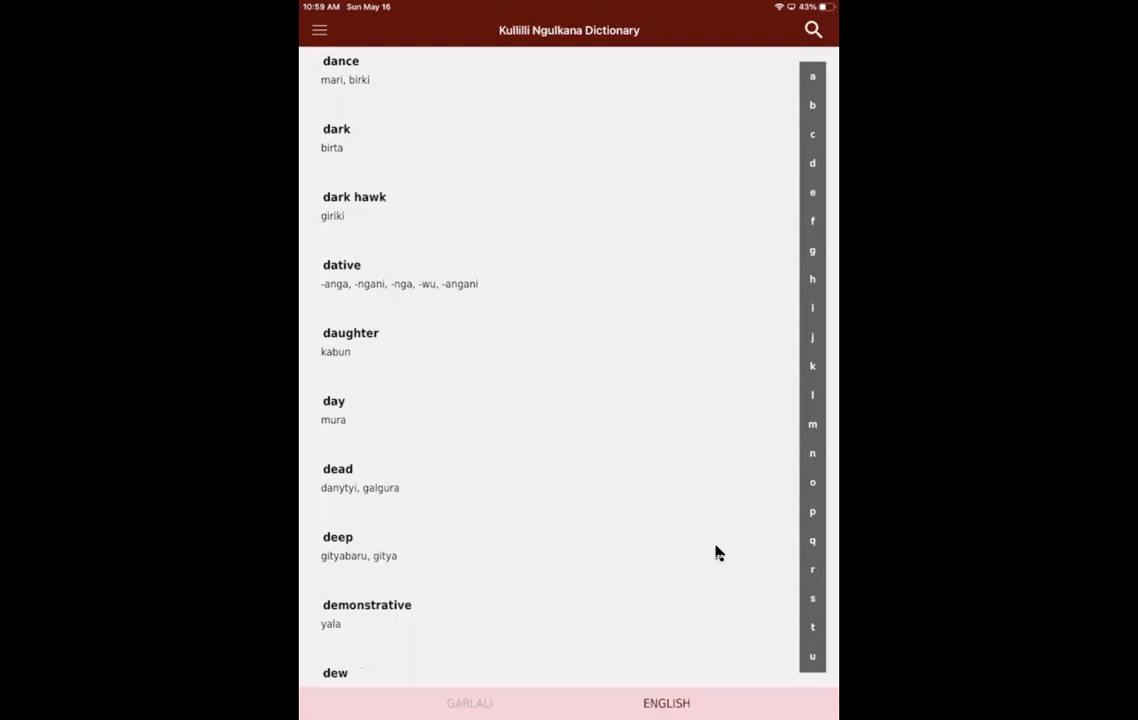 10:59 AM Sun May 16 43%
Kullilli Ngulkana Dictionary
dance
mari, birki
dark
birta
dark hawk
giriki
dative
-anga, -ngani, -nga, -wu, -angani
daughter
kabun
day
mura
dead
danytyi, galgura
deep
gityabaru, gitya
demonstrative
yala
dew
a
b
c
d
e
f
g
h
i
j
k
l
m
n
o
p
q
r
s
t
u
GARLALI ENGLISH